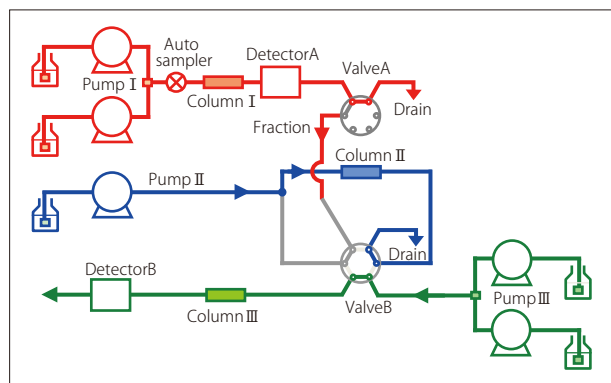 Auto
sampler
DetectorA
ValveA
Pump Ⅰ
Column Ⅰ
Drain
Fraction
Column Ⅱ
Pump Ⅱ
Drain
DetectorB
Column Ⅲ
ValveB
Pump Ⅲ